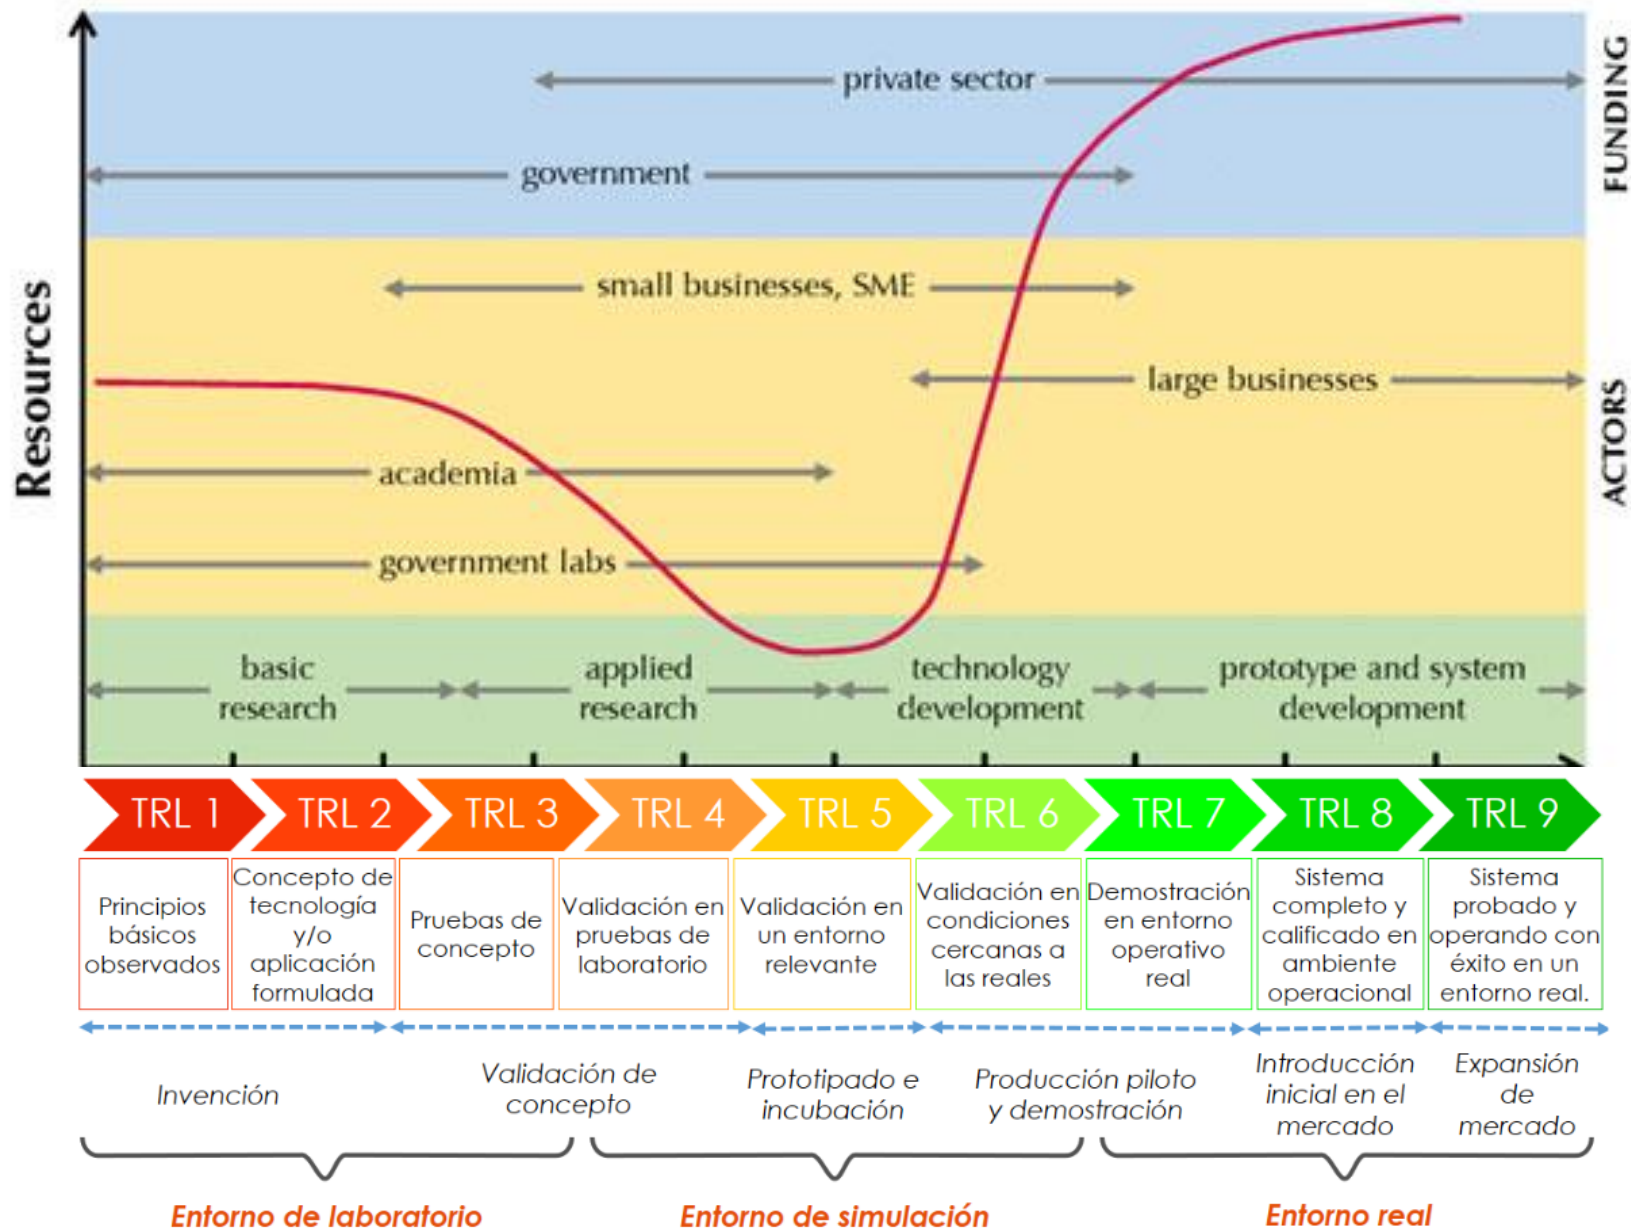 private sector
government
FUNDING
small businesses, SME
large businesses
Resources
ACTORS
academia
government labs
basic
research
applied
research
technology
development
prototype and system
development
TRL 1
TRL 2
TRL 3
TRL 4
TRL 5
TRL 6
TRL 7
TRL 8
TRL 9
Principios
básicos
observados
Concepto de
tecnología
y/o
aplicación
formulada
Pruebas de
concepto
Validación en
pruebas de
laboratorio
Validación en
un entorno
relevante
Validación en
condiciones
cercanas a
las reales
Demostración
en entorno
operativo
real
Sistema
completo y
calificado en
ambiente
operacional
Sistema
probado y
operando con
éxito en un
entorno real.
Invención
Validación de
concepto
Prototipado e
incubación
Producción piloto
y demostración
Introducción
inicial en el
mercado
Expansión
de
mercado
Entorno de laboratorio
Entorno de simulación
Entorno real